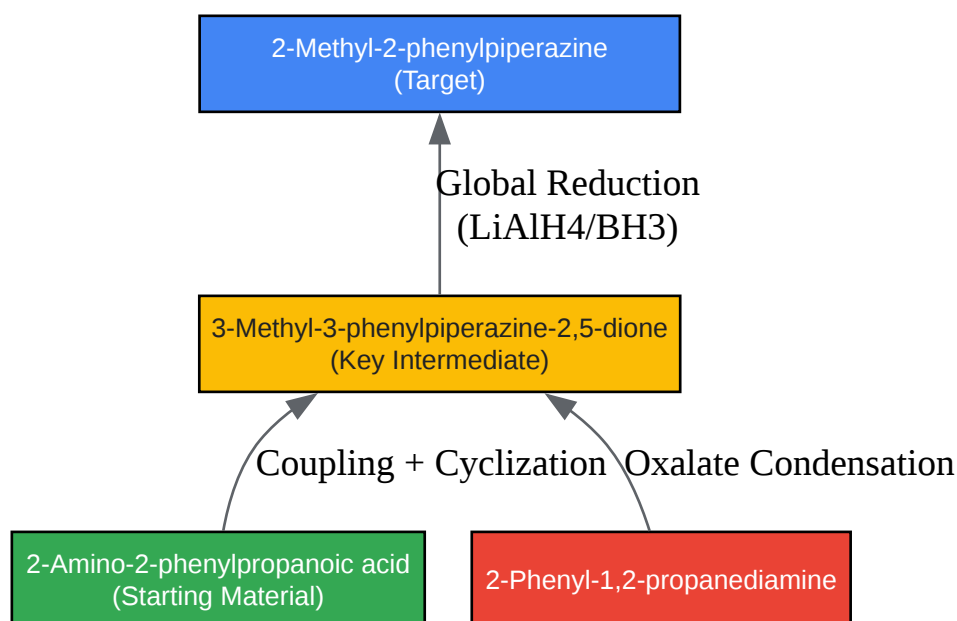 2-Methyl-2-phenylpiperazine
(Target)
Global Reduction
(LiAlH4/BH3)
3-Methyl-3-phenylpiperazine-2,5-dione
(Key Intermediate)
Coupling + Cyclization
Oxalate Condensation
2-Amino-2-phenylpropanoic acid
(Starting Material)
2-Phenyl-1,2-propanediamine